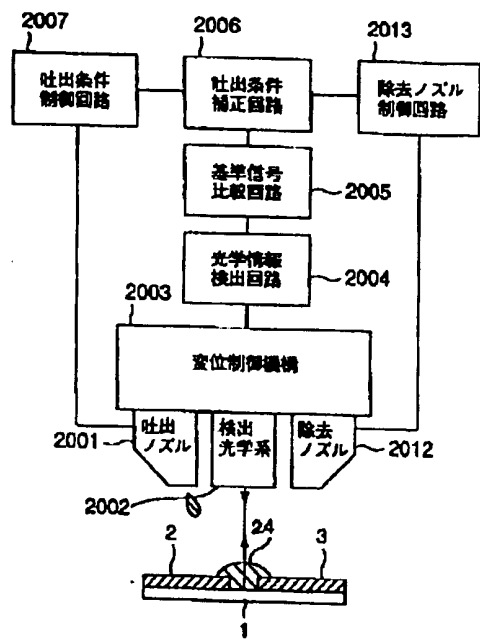 2007
2006
2013
吐出条件
制御回路
吐出条件
補正回路
除去ノズル
制御回路
基準信号
比較回路
2005
光学情報
検出回路
2004
2003
変位制御機構
吐出
ノズル
検出
光学系
除去
ノズル
2001
2012
2002
2
24
3
1